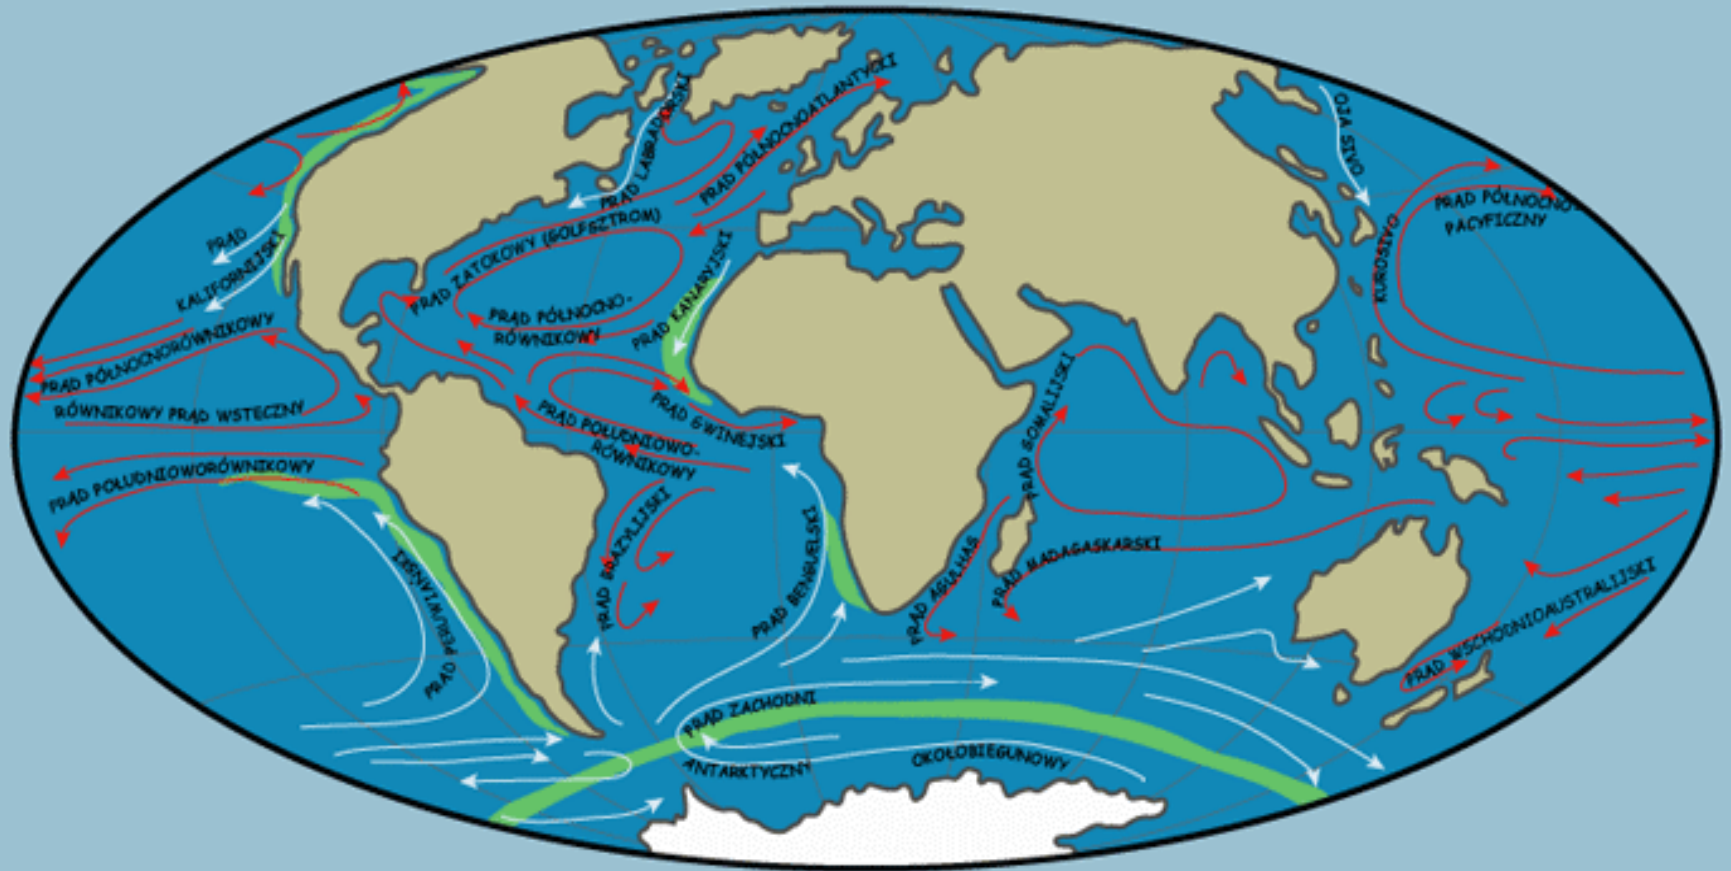 PRĄD LABRADORSKI
PRĄD PÓŁNOCNOATLANTYCKI
OJA SIVO
PRĄD
KALIFORNIJSKI
PRĄD ZATOKOWY (GOLFSZTROM)
PRĄD KANARYJSKI
KUROSIVO
PRĄD PÓŁNOCNO-
PACYFICZNY
PRĄD PÓŁNOCNORÓWNIKOWY
PRĄD PÓŁNOCNO-
RÓWNIKOWY
RÓWNIKOWY PRĄD WSTECZNY
PRĄD GWINEJSKI
PRĄD SOMALIJSKI
PRĄD POŁUDNIOWO-
RÓWNIKOWY
PRĄD POŁUDNIOWORÓWNIKOWY
PRĄD PERUWIAŃSKI
PRĄD BRAZYLIJSKI
PRĄD BENGUELSKI
PRĄD AGULHAS
PRĄD MADAGASKARSKI
PRĄD WSCHODNIOAUSTRALIJSKI
PRĄD ZACHODNI
ANTARKTYCZNY
OKOŁOBIEGUNOWY